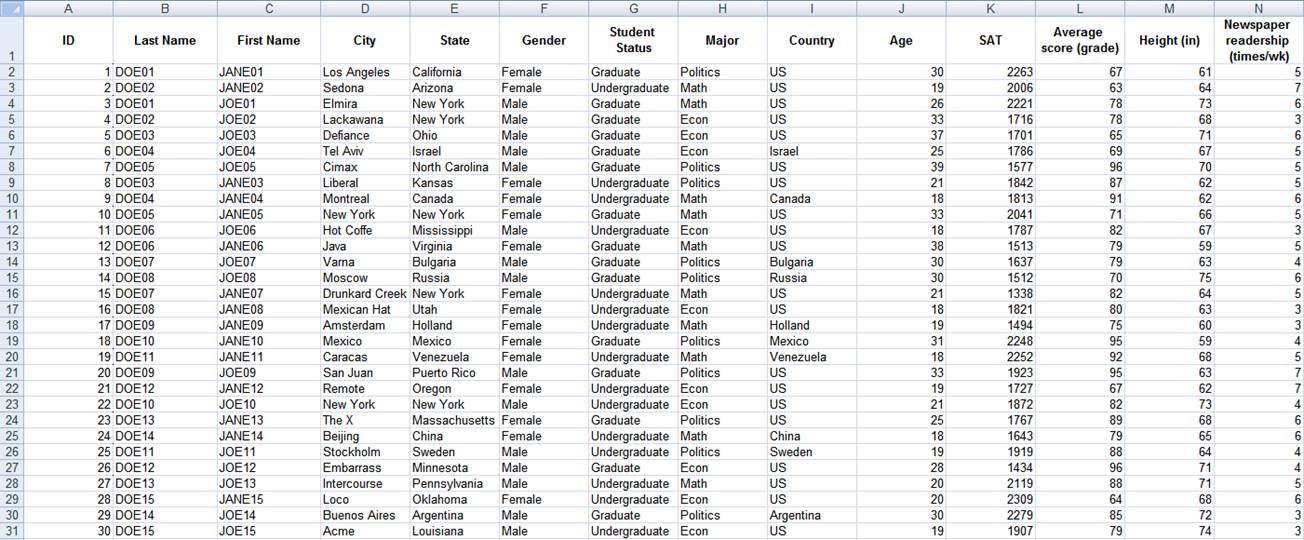 A B C D E F G H I J K L M N
1 ID Last Name First Name City State Gender Student Status Major Country Age SAT Average score (grade) Height (in) Newspaper readership (times/wk)
2 1 DOE01 JANE01 Los Angeles California Female Graduate Politics US 30 2263 67 61 5
3 2 DOE02 JANE02 Sedona Arizona Female Undergraduate Math US 19 2006 63 64 7
4 3 DOE01 JOE01 Elmira New York Male Graduate Math US 26 2221 78 73 6
5 4 DOE02 JOE02 Lackawana New York Male Graduate Econ US 33 1716 78 68 3
6 5 DOE03 JOE03 Defiance Ohio Male Graduate Econ US 37 1701 65 71 6
7 6 DOE04 JOE04 Tel Aviv Israel Male Graduate Econ Israel 25 1786 69 67 5
8 7 DOE05 JOE05 Cimax North Carolina Male Graduate Politics US 39 1577 96 70 5
9 8 DOE03 JANE03 Liberal Kansas Female Undergraduate Politics US 21 1842 87 62 5
10 9 DOE04 JANE04 Montreal Canada Female Undergraduate Math Canada 18 1813 91 62 6
11 10 DOE05 JANE05 New York New York Female Graduate Math US 33 2041 71 66 5
12 11 DOE06 JOE06 Hot Coffe Mississippi Male Undergraduate Econ US 18 1787 82 67 3
13 12 DOE06 JANE06 Java Virginia Female Graduate Math US 38 1513 79 59 5
14 13 DOE07 JOE07 Varna Bulgaria Male Graduate Politics Bulgaria 30 1637 79 63 4
15 14 DOE08 JOE08 Moscow Russia Male Graduate Politics Russia 30 1512 70 75 6
16 15 DOE07 JANE07 Drunkard Creek New York Female Undergraduate Math US 21 1338 82 64 5
17 16 DOE08 JANE08 Mexican Hat Utah Female Undergraduate Econ US 18 1821 80 63 3
18 17 DOE09 JANE09 Amsterdam Holland Female Undergraduate Math Holland 19 1494 75 60 3
19 18 DOE10 JANE10 Mexico Mexico Female Graduate Politics Mexico 31 2248 95 59 4
20 19 DOE11 JANE11 Caracas Venezuela Female Undergraduate Math Venezuela 18 2252 92 68 5
21 20 DOE09 JOE09 San Juan Puerto Rico Male Graduate Politics US 33 1923 95 63 7
22 21 DOE12 JANE12 Remote Oregon Female Undergraduate Econ US 19 1727 67 62 7
23 22 DOE10 JOE10 New York New York Male Undergraduate Econ US 21 1872 82 73 4
24 23 DOE13 JANE13 The X Massachusetts Female Graduate Politics US 25 1767 89 68 6
25 24 DOE14 JANE14 Beijing China Female Undergraduate Math China 18 1643 79 65 6
26 25 DOE11 JOE11 Stockholm Sweden Male Undergraduate Politics Sweden 19 1919 88 64 4
27 26 DOE12 JOE12 Embarrass Minnesota Male Graduate Econ US 28 1434 96 71 4
28 27 DOE13 JOE13 Intercourse Pennsylvania Male Undergraduate Math US 20 2119 88 71 5
29 28 DOE15 JANE15 Loco Oklahoma Female Undergraduate Econ US 20 2309 64 68 6
30 29 DOE14 JOE14 Buenos Aires Argentina Male Graduate Politics Argentina 30 2279 85 72 3
31 30 DOE15 JOE15 Acme Louisiana Male Undergraduate Econ US 19 1907 79 74 3